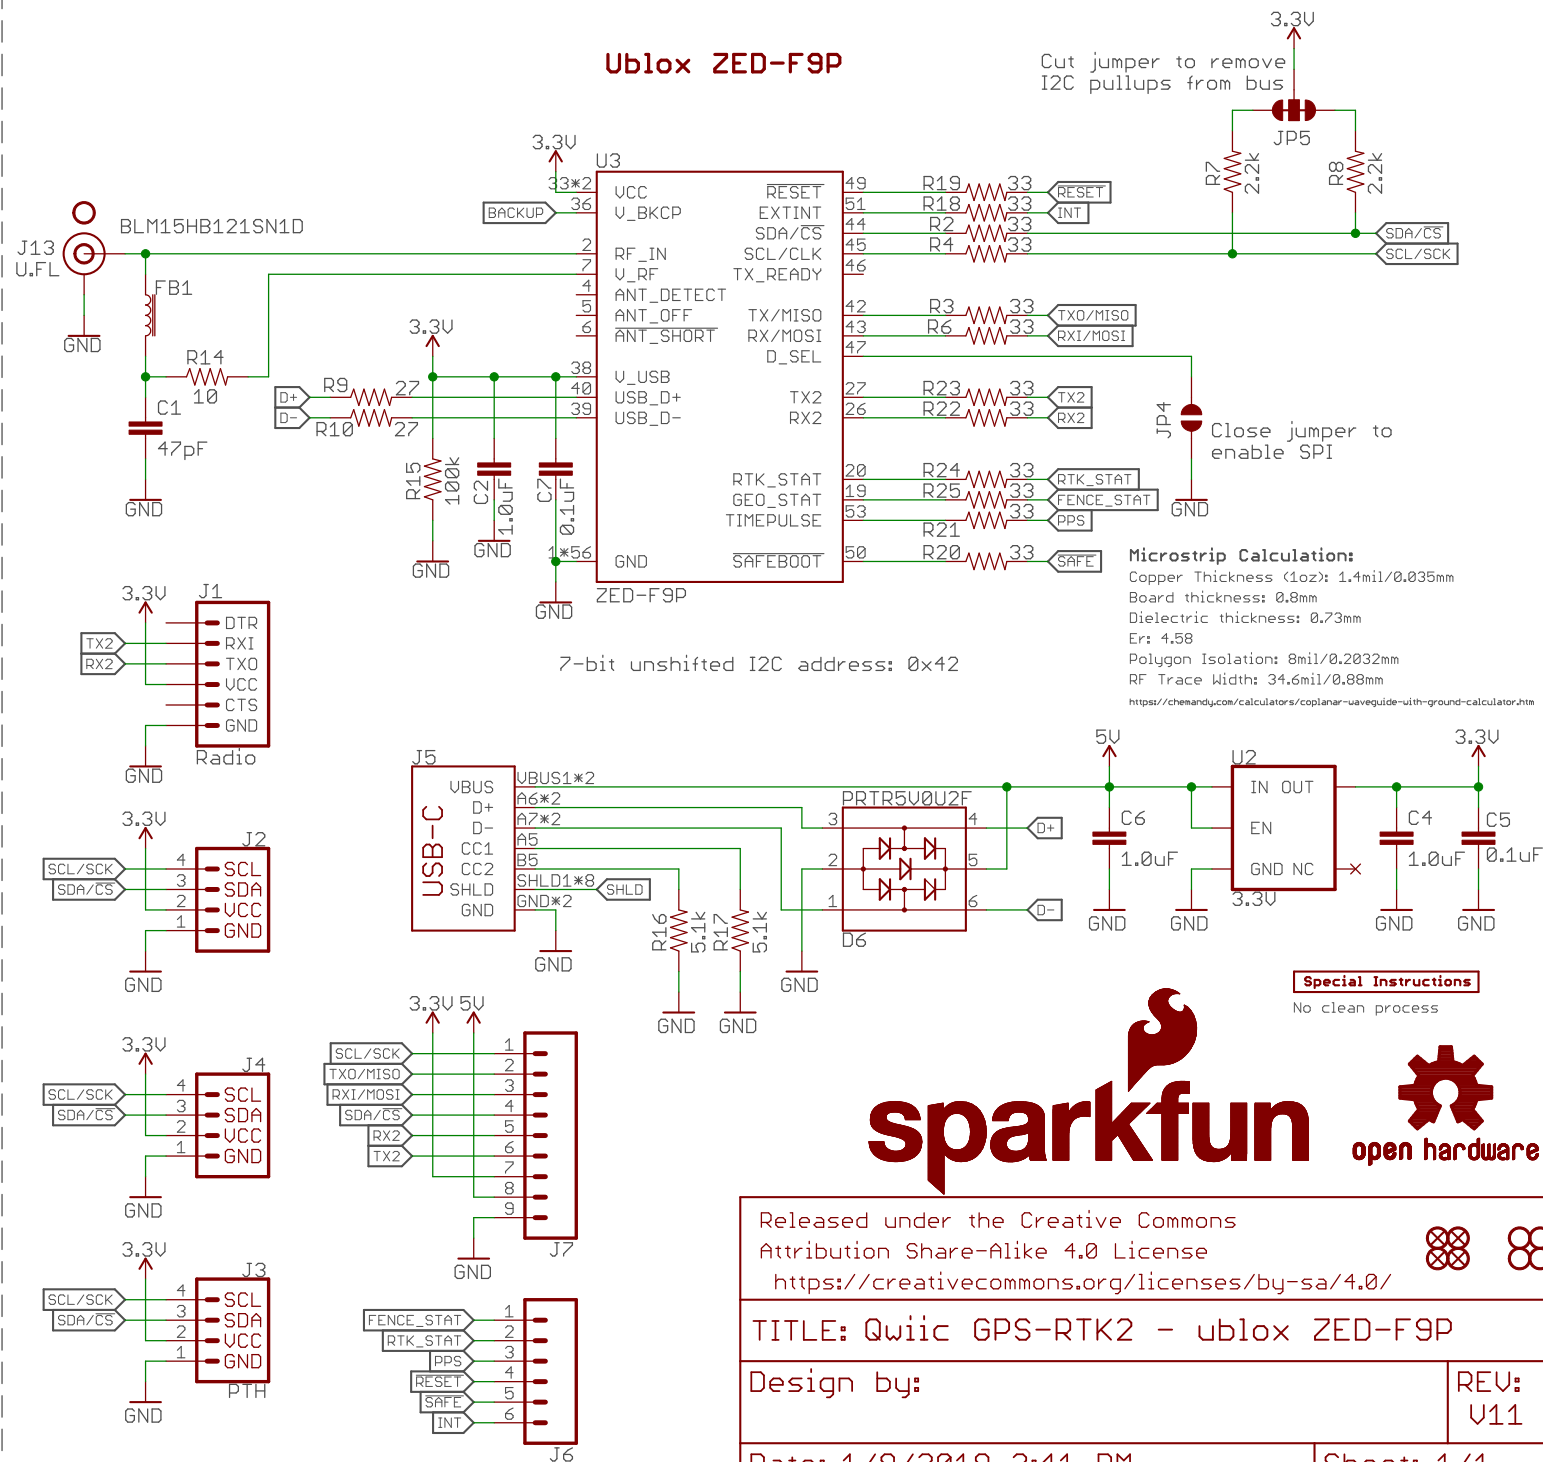 Ublox ZED-F9P
3.3V
Cut jumper to remove
I2C pullups from bus
JP5
R7
2.2k
R8
2.2k
SDA/CS
SCL/SCK
3.3V
U3
33*2
VCC
BACKUP
36
V_BKCP
2
RF_IN
7
V_RF
4
ANT_DETECT
5
ANT_OFF
6
ANT_SHORT
38
V_USB
40
USB_D+
39
USB_D-
1*56
GND
RESET
49
R19
33
RESET
EXTINT
51
R18
33
INT
SDA/CS
44
R2
33
SCL/CLK
45
R4
33
TX_READY
46
TX/MISO
42
R3
33
TXO/MISO
RX/MOSI
43
R6
33
RXI/MOSI
D_SEL
47
TX2
27
R23
33
TX2
RX2
26
R22
33
RX2
RTK_STAT
20
R24
33
RTK_STAT
GEO_STAT
19
R25
33
FENCE_STAT
TIMEPULSE
53
R21
33
PPS
SAFEBOOT
50
R20
33
SAFE
ZED-F9P
GND
JP4
Close jumper to
enable SPI
GND
BLM15HB121SN1D
J13
U.FL
GND
FB1
R14
10
C1
47pF
GND
3.3V
D+
R9
27
D-
R10
27
R15
100k
GND
C2
1.0uF
GND
C7
0.1uF
Microstrip Calculation:
Copper Thickness (1oz): 1.4mil/0.035mm
Board thickness: 0.8mm
Dielectric thickness: 0.73mm
Er: 4.58
Polygon Isolation: 8mil/0.2032mm
RF Trace Width: 34.6mil/0.88mm
https://chemandy.com/calculators/coplanar-waveguide-with-ground-calculator.htm
7-bit unshifted I2C address: 0x42
3.3V
J1
DTR
TX2
RXI
RX2
TXO
VCC
CTS
GND
Radio
GND
3.3V
J2
SCL/SCK
4
SCL
SDA/CS
3
SDA
2
VCC
1
GND
GND
3.3V
J4
SCL/SCK
4
SCL
SDA/CS
3
SDA
2
VCC
1
GND
GND
3.3V
J3
SCL/SCK
4
SCL
SDA/CS
3
SDA
2
VCC
1
GND
PTH
GND
J5
USB-C
VBUS
VBUS1*2
D+
A6*2
D-
A7*2
CC1
A5
CC2
B5
SHLD
SHLD1*8
SHLD
GND
GND*2
GND
R16
5.1k
GND
R17
5.1k
GND
PRTR5V0U2F
3
4
D+
2
5
1
6
D-
D6
GND
5V
C6
1.0uF
GND
U2
IN
OUT
EN
GND
NC
3.3V
GND
3.3V
C4
1.0uF
GND
C5
0.1uF
GND
3.3V
5V
SCL/SCK
1
TXO/MISO
2
RXI/MOSI
3
SDA/CS
4
RX2
5
TX2
6
7
8
9
J7
GND
FENCE_STAT
1
RTK_STAT
2
PPS
3
RESET
4
SAFE
5
INT
6
J6
Special Instructions
No clean process
sparkfun
open hardware
Released under the Creative Commons
Attribution Share-Alike 4.0 License
https://creativecommons.org/licenses/by-sa/4.0/
TITLE: Qwiic GPS-RTK2 - ublox ZED-F9P
Design by:
REV:
V11
Date: 1/9/2019 2:41 PM
Sheet: 1/1